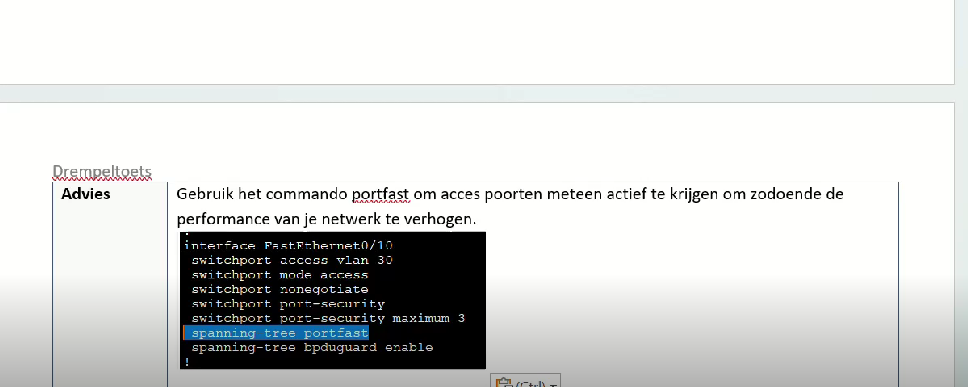 Drempeltoets
Advies
Gebruik het commando portfast om acces poorten meteen actief te krijgen om zodoende de
performance van je netwerk te verhogen.
!
interface FastEthernet0/10
switchport access vlan 30
switchport mode access
switchport nonegotiate
switchport port-security
switchport port-security maximum 3
spanning-tree portfast
spanning-tree bpduguard enable
!
(Ctrl)